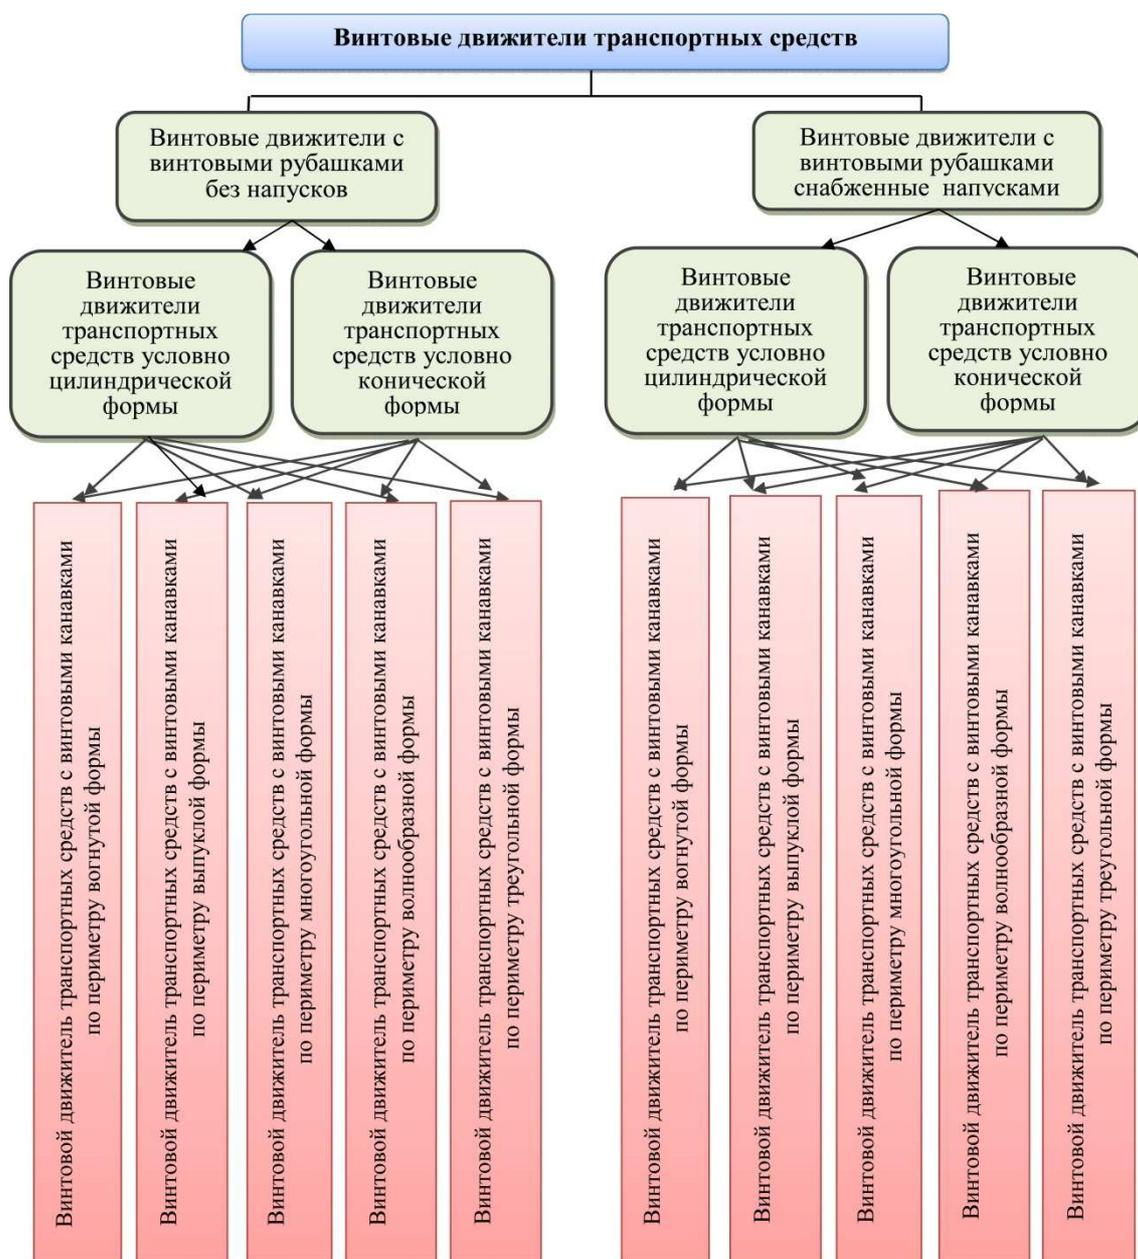 Винтовые движители транспортных средств
Винтовые движители с
винтовыми рубашками
без напусков
Винтовые движители с
винтовыми рубашками
снабженные напусками
Винтовые
движители
транспортных
средств условно
цилиндрической
формы
Винтовые
движители
транспортных
средств условно
конической
формы
Винтовые
движители
транспортных
средств условно
цилиндрической
формы
Винтовые
движители
транспортных
средств условно
конической
формы
Винтовой движитель транспортных средств с винтовыми канавками
по периметру вогнутой формы
Винтовой движитель транспортных средств с винтовыми канавками
по периметру выпуклой формы
Винтовой движитель транспортных средств с винтовыми канавками
по периметру многоугольной формы
Винтовой движитель транспортных средств с винтовыми канавками
по периметру волнообразной формы
Винтовой движитель транспортных средств с винтовыми канавками
по периметру треугольной формы
Винтовой движитель транспортных средств с винтовыми канавками
по периметру вогнутой формы
Винтовой движитель транспортных средств с винтовыми канавками
по периметру выпуклой формы
Винтовой движитель транспортных средств с винтовыми канавками
по периметру многоугольной формы
Винтовой движитель транспортных средств с винтовыми канавками
по периметру волнообразной формы
Винтовой движитель транспортных средств с винтовыми канавками
по периметру треугольной формы